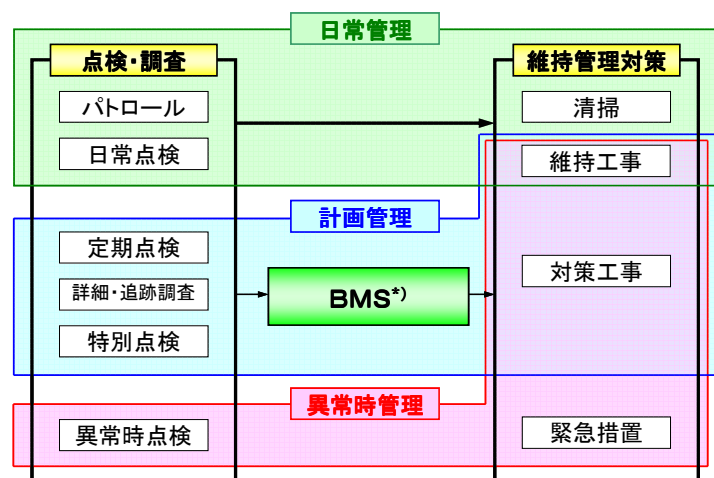 日常管理
点検・調査
維持管理対策
パトロール
清掃
日常点検
維持工事
計画管理
定期点検
対策工事
詳細・追跡調査
BMS*)
特別点検
異常時管理
異常時点検
緊急措置